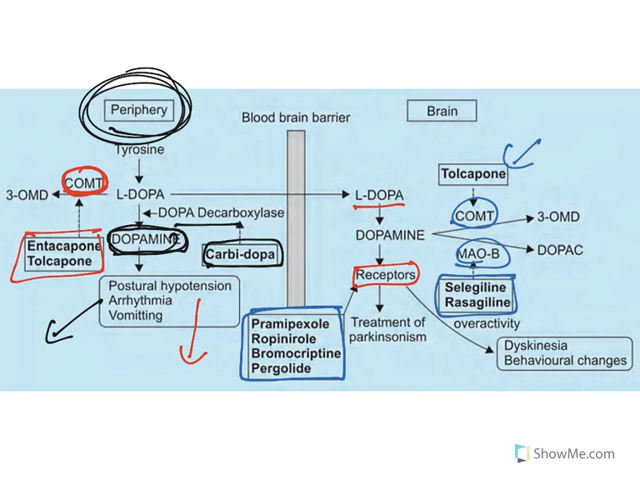 Periphery
Blood brain barrier
Brain
Tyrosine
COMT
3-OMD
L-DOPA
DOPA Decarboxylase
DOPAMINE
Entacapone
Tolcapone
Carbi-dopa
Postural hypotension
Arrhythmia
Vomitting
Pramipexole
Ropinirole
Bromocriptine
Pergolide
L-DOPA
DOPAMINE
Receptors
Treatment of
parkinsonism
Tolcapone
COMT
3-OMD
MAO-B
DOPAC
Selegiline
Rasagiline
overactivity
Dyskinesia
Behavioural changes
ShowMe.com